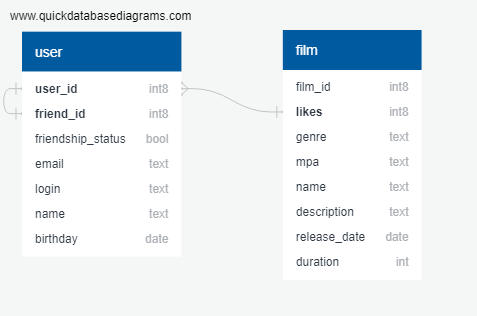 www.quickdatabasediagrams.com
user
user_id int8
friend_id int8
friendship_status bool
email text
login text
name text
birthday date
film
film_id int8
likes int8
genre text
mpa text
name text
description text
release_date date
duration int